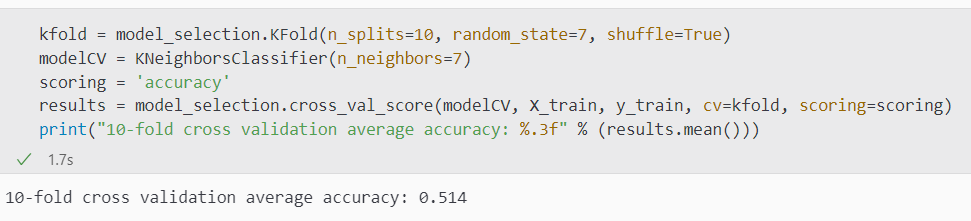 kfold = model_selection.KFold(n_splits=10, random_state=7, shuffle=True)
modelCV = KNeighborsClassifier(n_neighbors=7)
scoring = 'accuracy'
results = model_selection.cross_val_score(modelCV, X_train, y_train, cv=kfold, scoring=scoring)
print("10-fold cross validation average accuracy: %.3f" % (results.mean()))
✓ 1.7s
10-fold cross validation average accuracy: 0.514